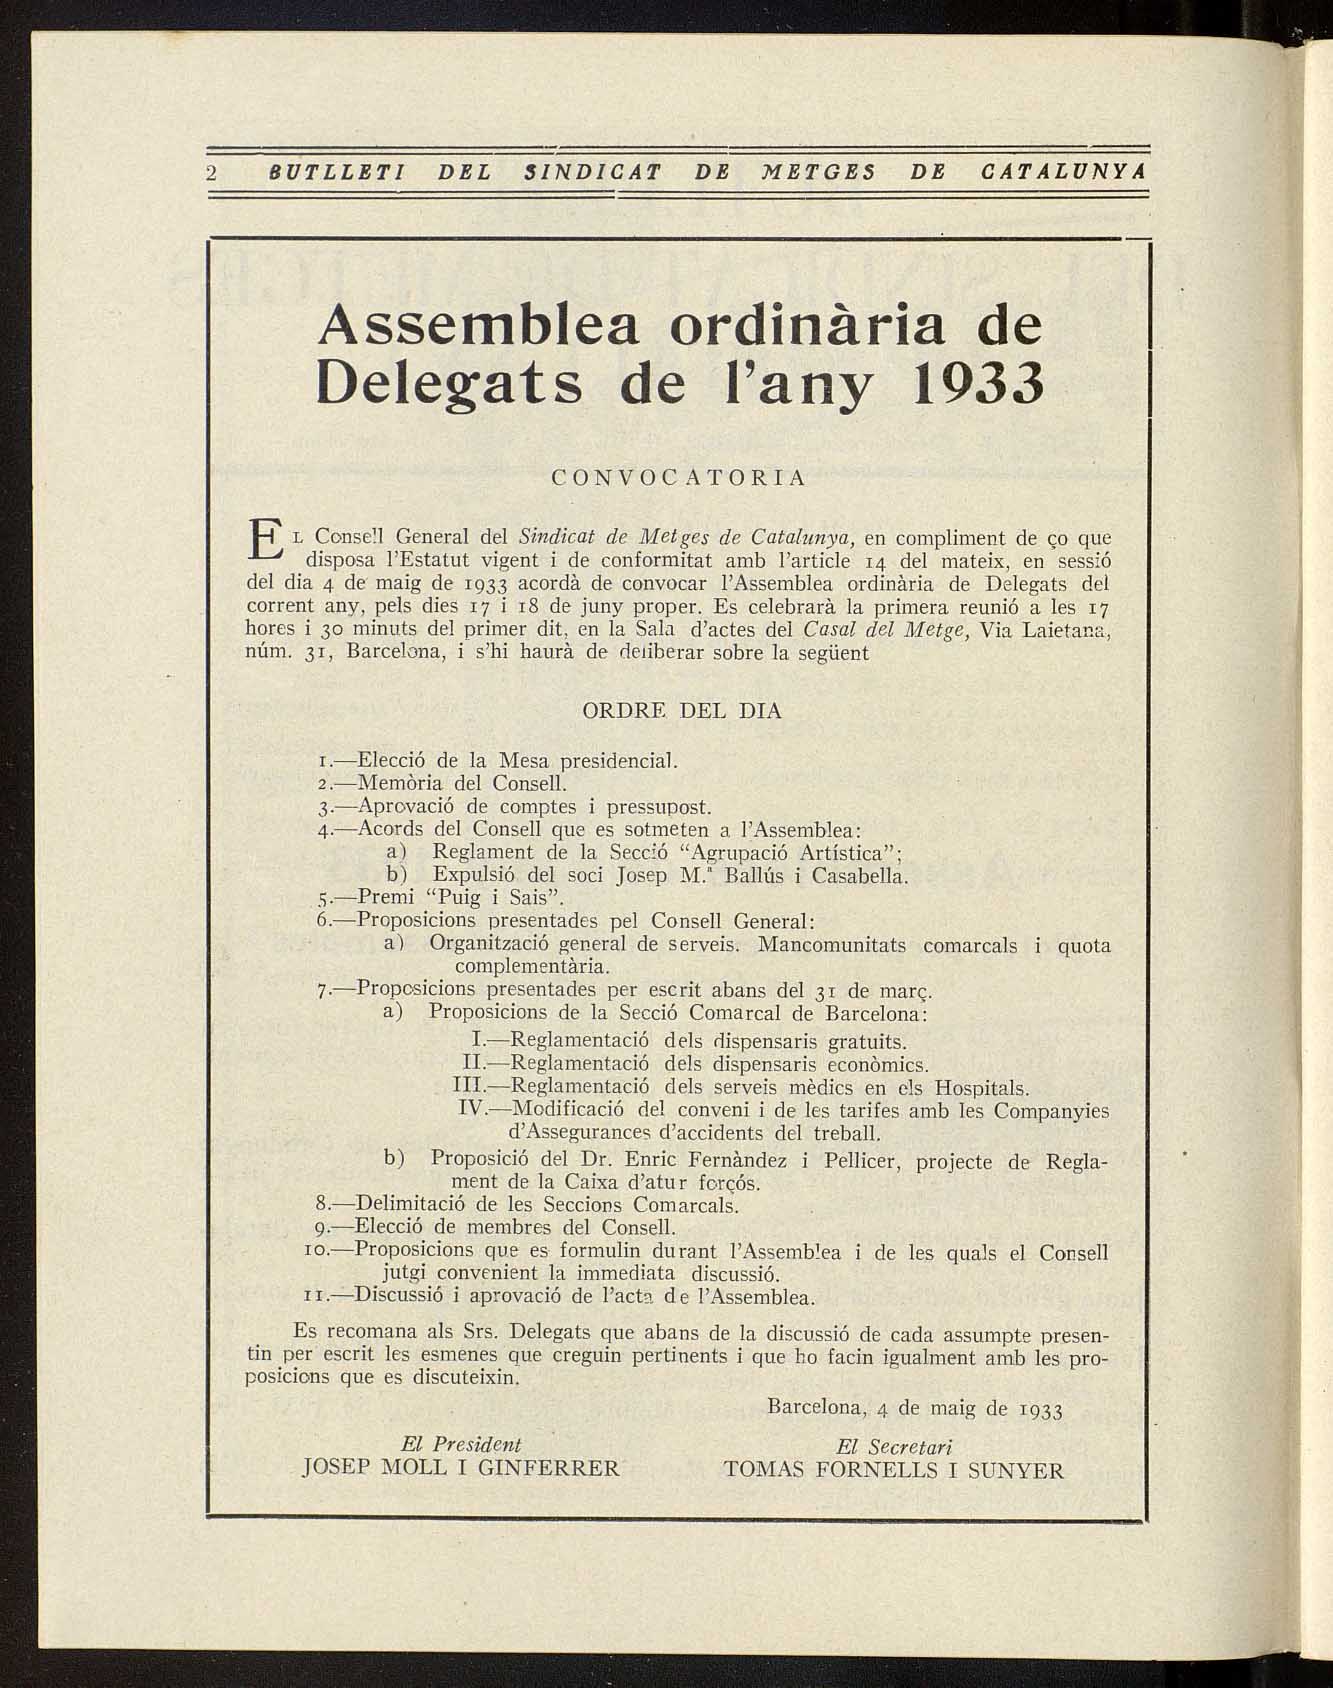 2 BUTLLETI DEL SINDICAT DE METGES DE CATALUNYA
Assemblea ordinària de
Delegats de l'any 1933
CONVOCATORIA
EL Consell General del Sindicat de Metges de Catalunya, en compliment de ço que
disposa l'Estatut vigent i de conformitat amb l'article 14 del mateix, en sessió
del dia 4 de maig de 1933 acordà de convocar l'Assemblea ordinària de Delegats del
corrent any, pels dies 17 i 18 de juny proper. Es celebrarà la primera reunió a les 17
hores i 30 minuts del primer dit, en la Sala d'actes del Casal del Metge, Via Laietana,
núm. 31, Barcelona, i s'hi haurà de deliberar sobre la següent
ORDRE DEL DIA
1.—Elecció de la Mesa presidencial.
2.—Memòria del Consell.
3.—Aprovació de comptes i pressupost.
4.—Acords del Consell que es sotmeten a l'Assemblea:
a) Reglament de la Secció “Agrupació Artística”;
b) Expulsió del soci Josep M.ª Ballús i Casabella.
5.—Premi “Puig i Sais”.
6.—Proposicions presentades pel Consell General:
a) Organització general de serveis. Mancomunitats comarcals i quota
complementària.
7.—Proposicions presentades per escrit abans del 31 de març.
a) Proposicions de la Secció Comarcal de Barcelona:
I.—Reglamentació dels dispensaris gratuits.
II.—Reglamentació dels dispensaris econòmics.
III.—Reglamentació dels serveis mèdics en els Hospitals.
IV.—Modificació del conveni i de les tarifes amb les Companyies
d'Assegurances d'accidents del treball.
b) Proposició del Dr. Enric Fernàndez i Pellicer, projecte de Regla-
ment de la Caixa d'atur forçós.
8.—Delimitació de les Seccions Comarcals.
9.—Elecció de membres del Consell.
10.—Proposicions que es formulin durant l'Assemblea i de les quals el Consell
jutgi convenient la immediata discussió.
11.—Discussió i aprovació de l'acta de l'Assemblea.
Es recomana als Srs. Delegats que abans de la discussió de cada assumpte presen-
tin per escrit les esmenes que creguin pertinents i que ho facin igualment amb les pro-
posicions que es discuteixin.
Barcelona, 4 de maig de 1933
El President El Secretari
JOSEP MOLL I GINFERRER TOMAS FORNELLS I SUNYER